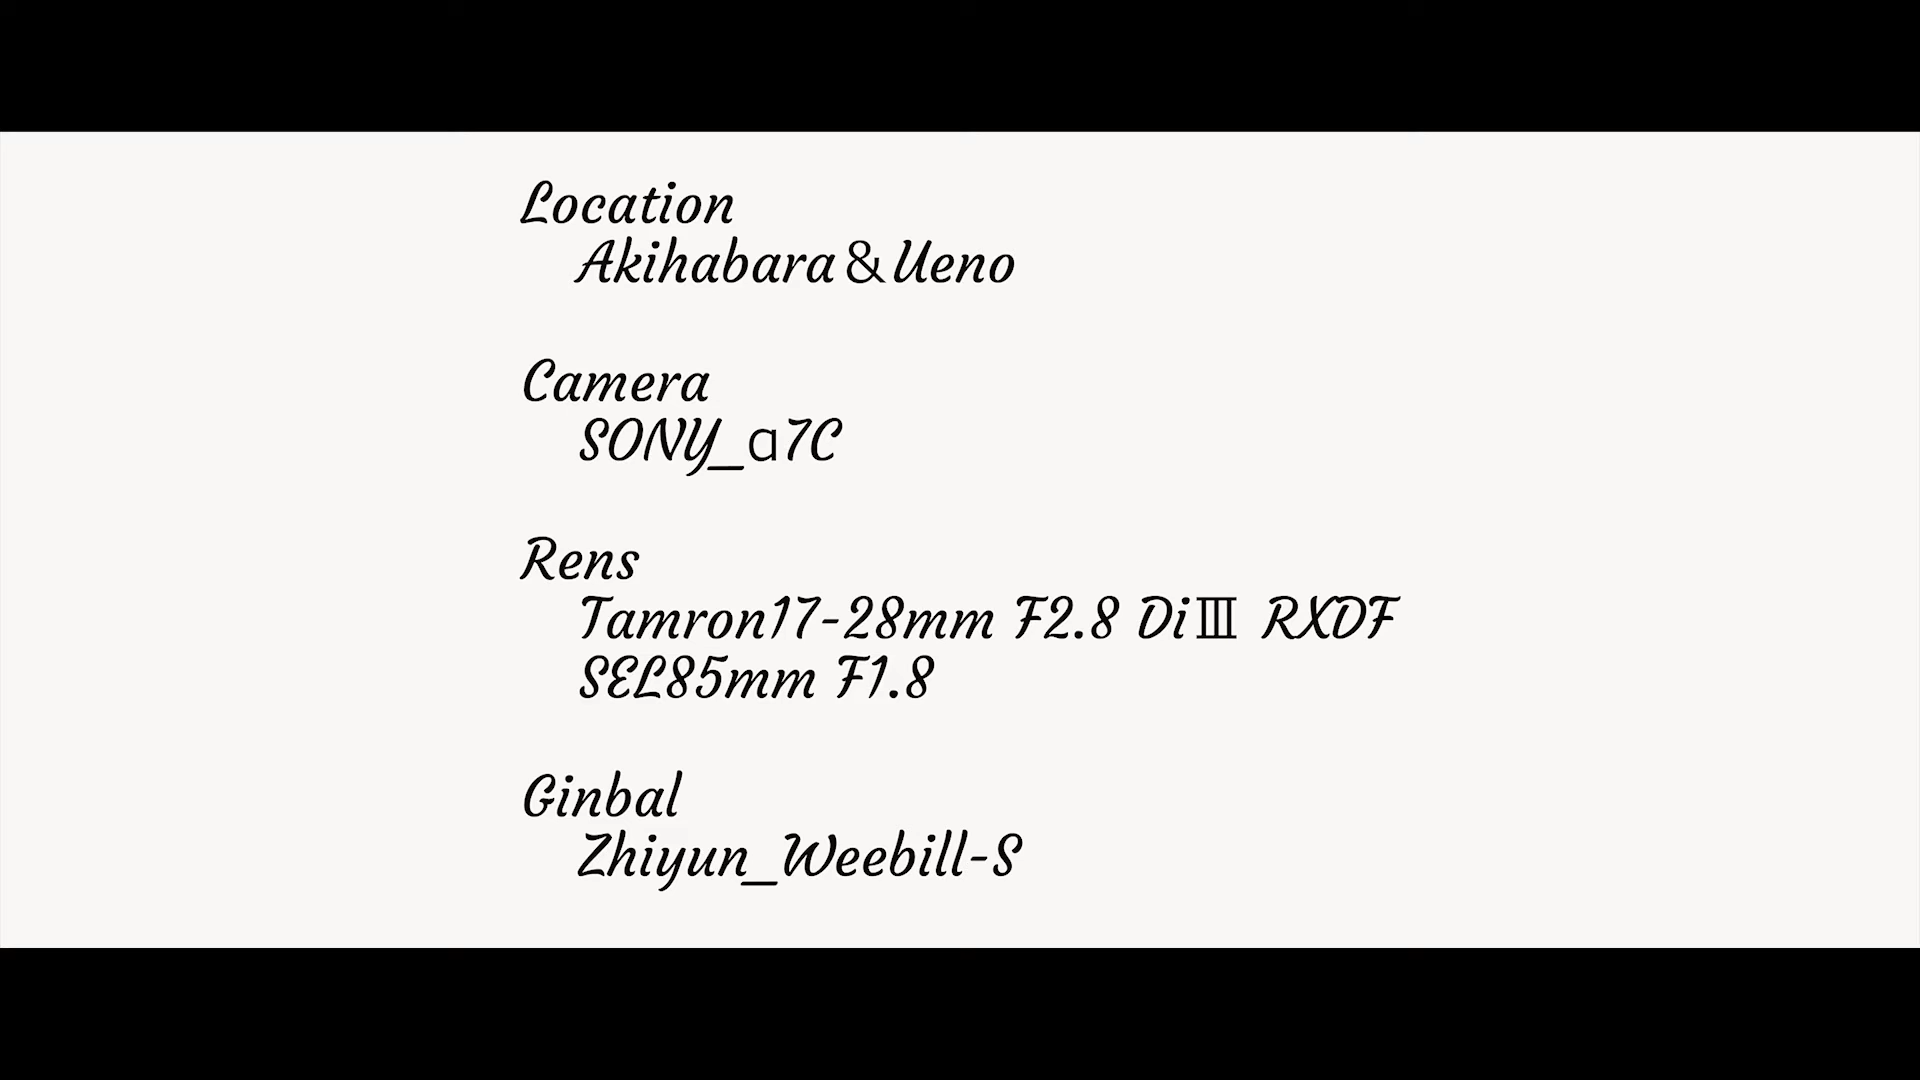 Location
Akihabara＆Ueno
Camera
SONY_α7C
Rens
Tamron17-28mm F2.8 DiⅢ RXDF
SEL85mm F1.8
Ginbal
Zhiyun_Weebill-S